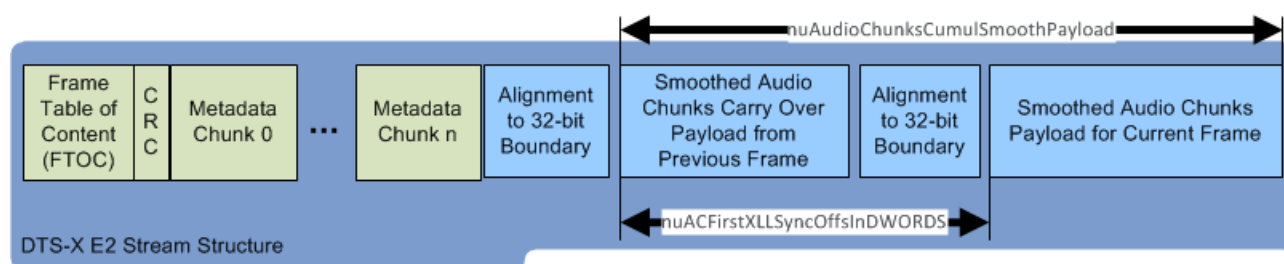 nuAudioChunksCumulSmoothPayload
Frame
Table of
Content
(FTOC)
C
R
C
Metadata
Chunk 0
...
Metadata
Chunk n
Alignment
to 32-bit
Boundary
Smoothed Audio
Chunks Carry Over
Payload from
Previous Frame
Alignment
to 32-bit
Boundary
Smoothed Audio Chunks
Payload for Current Frame
nuACFirstXLLSyncOffsInDWORDS
DTS-X E2 Stream Structure